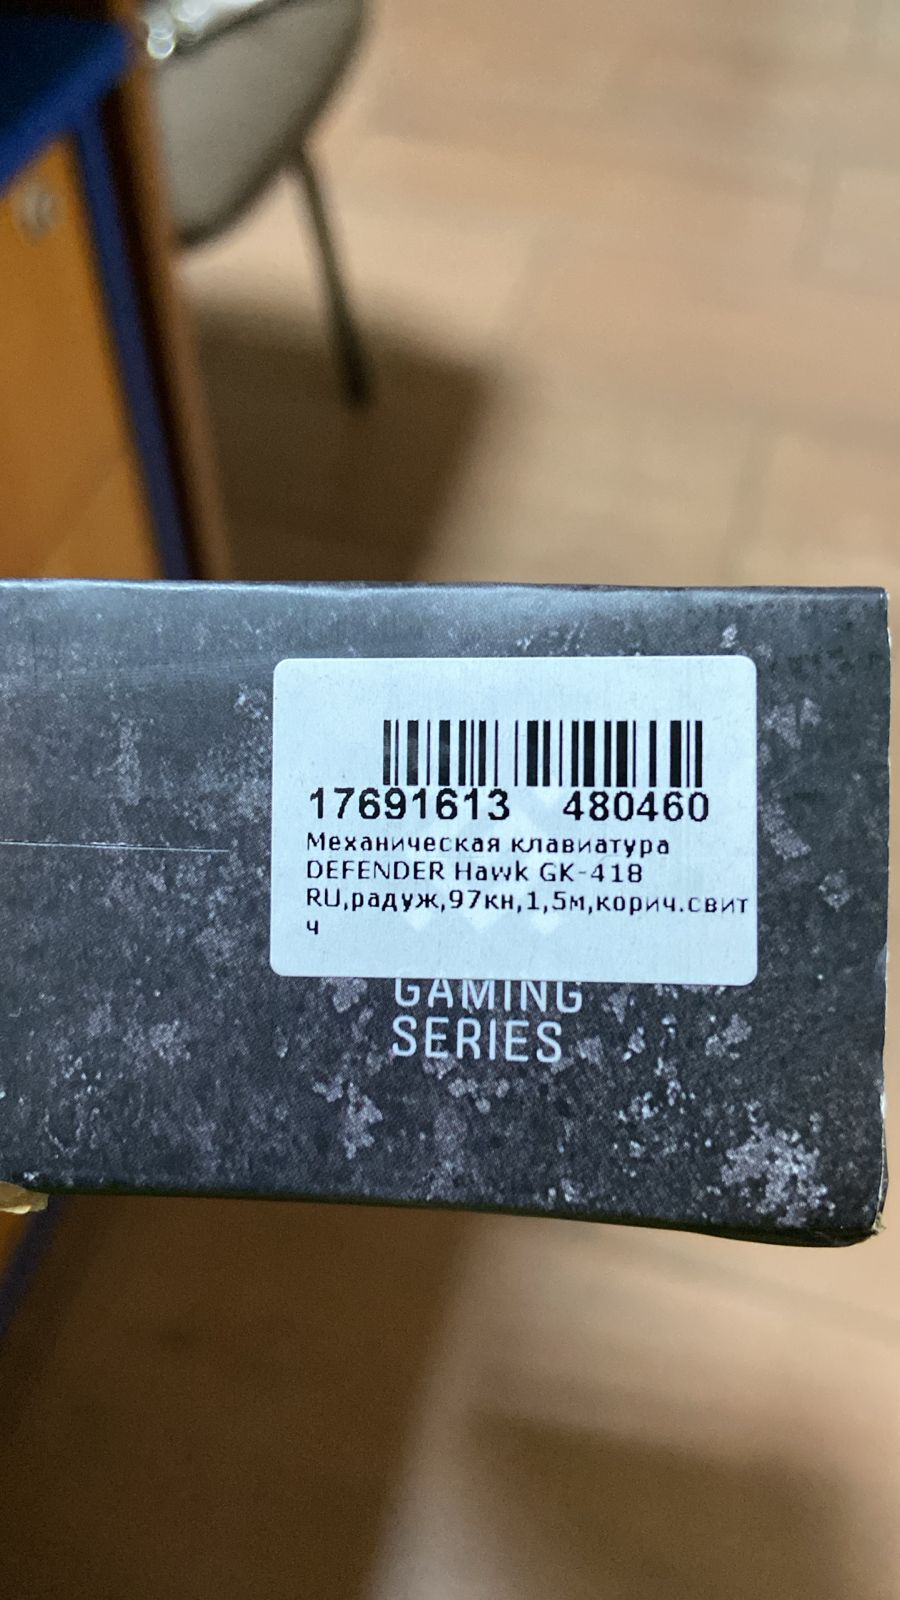 17691613 480460
Механическая клавиатура
DEFENDER Hawk GK-418
RU,радуж,97кн,1,5м,корич.свит
ч
GAMING
SERIES